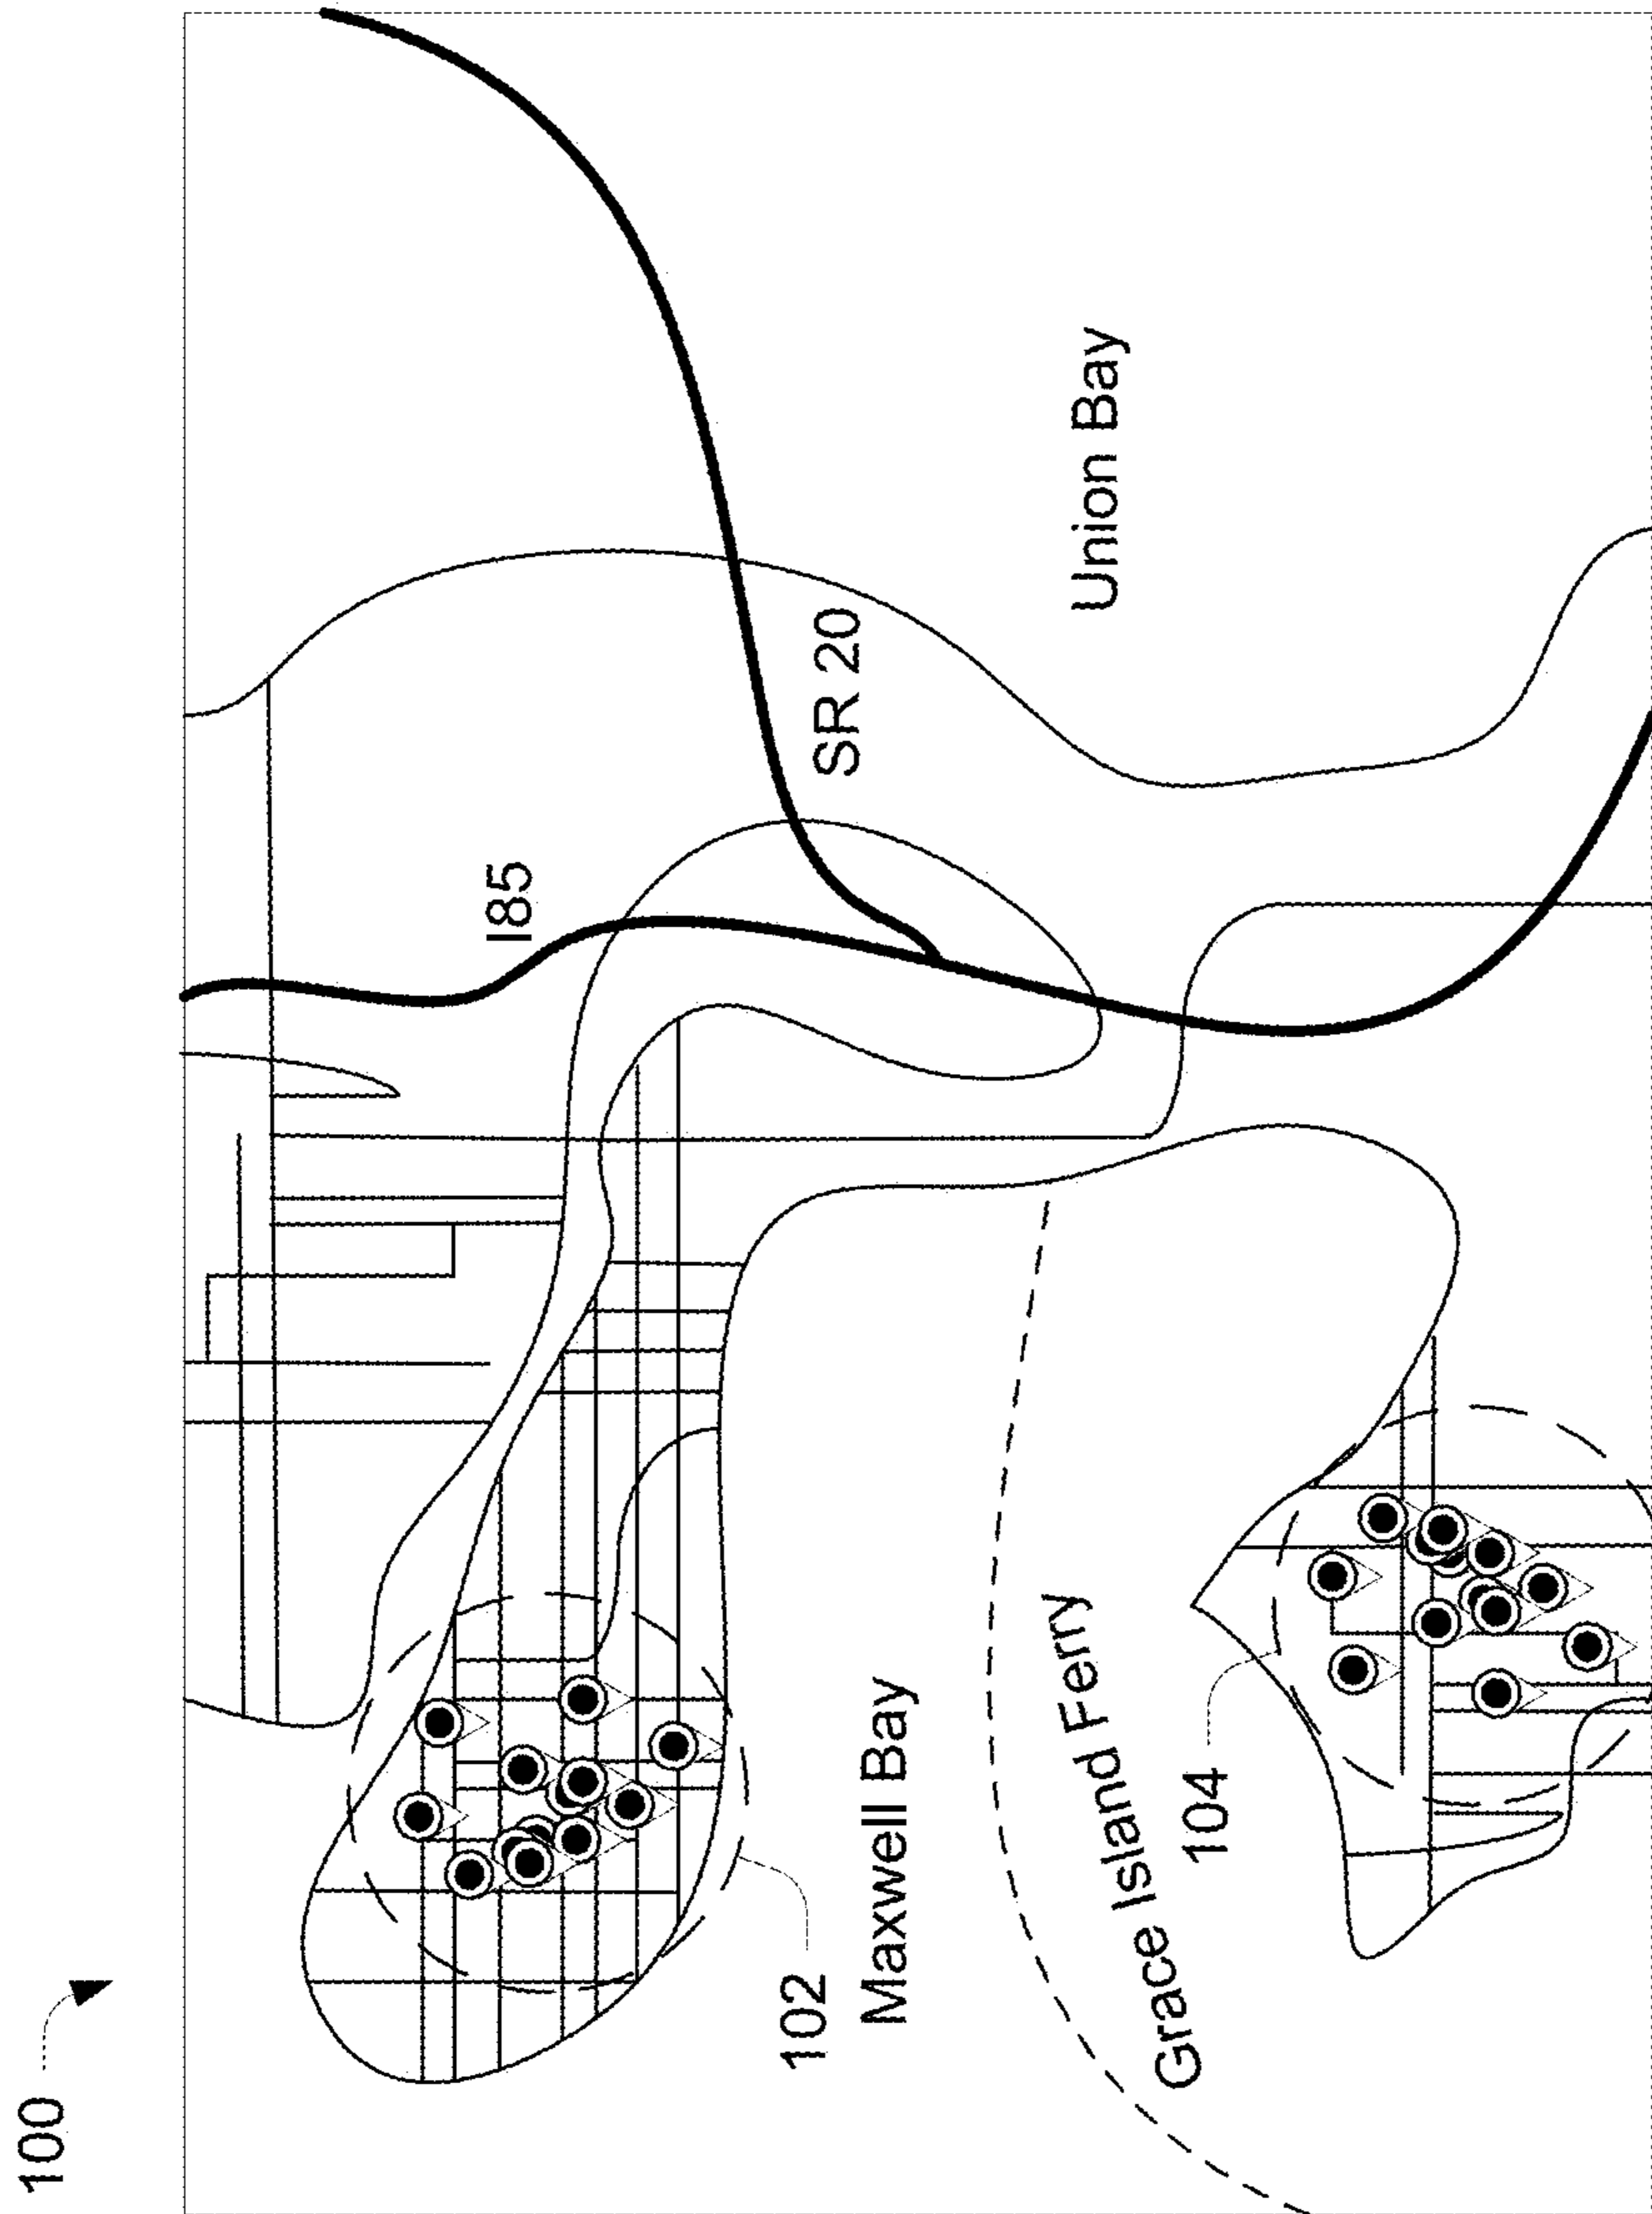 100
I85
SR 20
Union Bay
102
Maxwell Bay
Grace Island Ferry
104